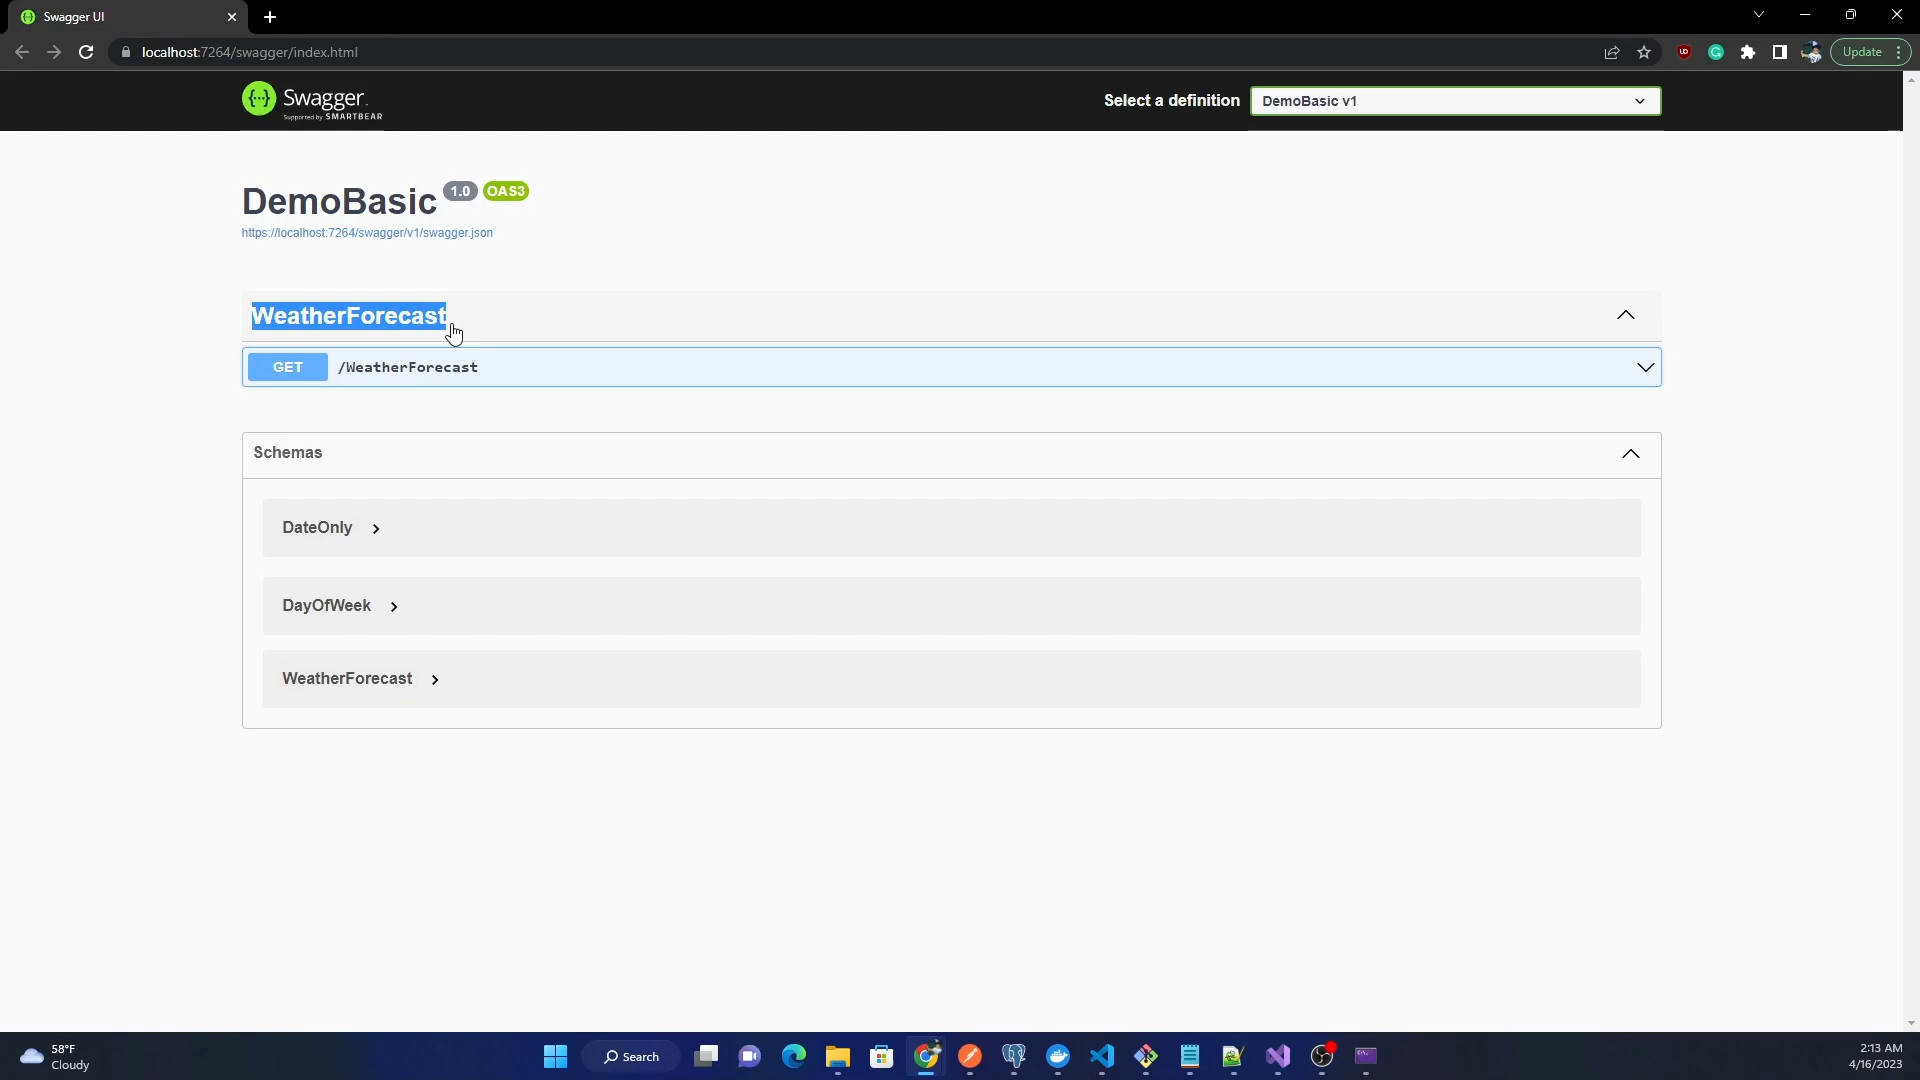 Swagger UI
localhost:7264/swagger/index.html
Update
Swagger.
Supported by SMARTBEAR
Select a definition
DemoBasic v1
DemoBasic 1.0 OAS3
https://localhost:7264/swagger/v1/swagger.json
WeatherForecast
GET /WeatherForecast
Schemas
DateOnly
DayOfWeek
WeatherForecast
58°F
Cloudy
Search
2:13 AM
4/16/2023